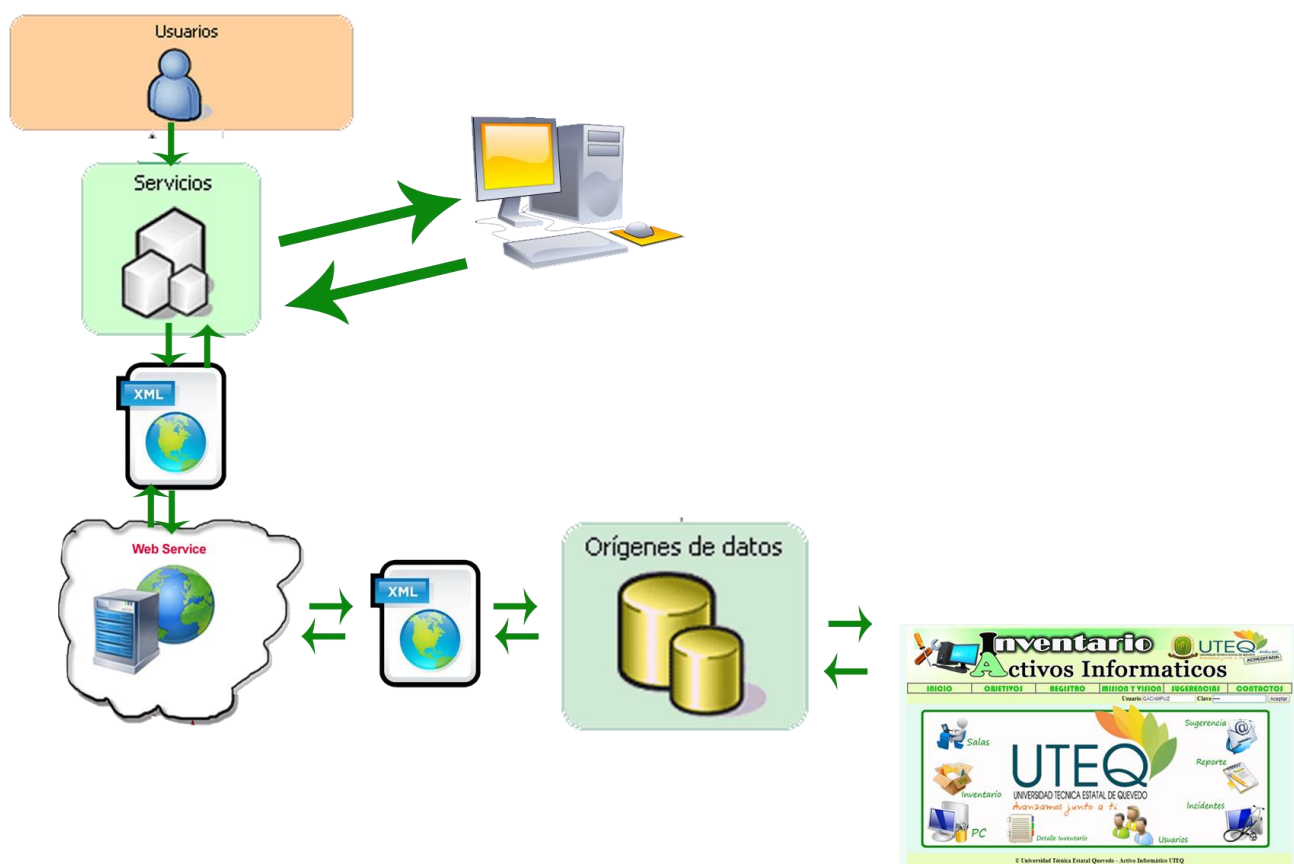 Usuarios
Servicios
XML
Web Service
XML
Orígenes de datos
Inventario
Activos Informaticos
UTEQ
ACREDITADA
INICIO OBJETIVOS REGISTRO MISION Y VISION SUGERENCIAS CONTACTOS
Usuario GACAMPUZ Clave Aceptar
Salas
Sugerencia
Reporte
UTEQ
UNIVERSIDAD TECNICA ESTATAL DE QUEVEDO
Avanzamos junto a ti
Inventario
Incidentes
PC
Detalle Inventario
Usuarios
© Universidad Técnica Estatal Quevedo - Activo Informático UTEQ